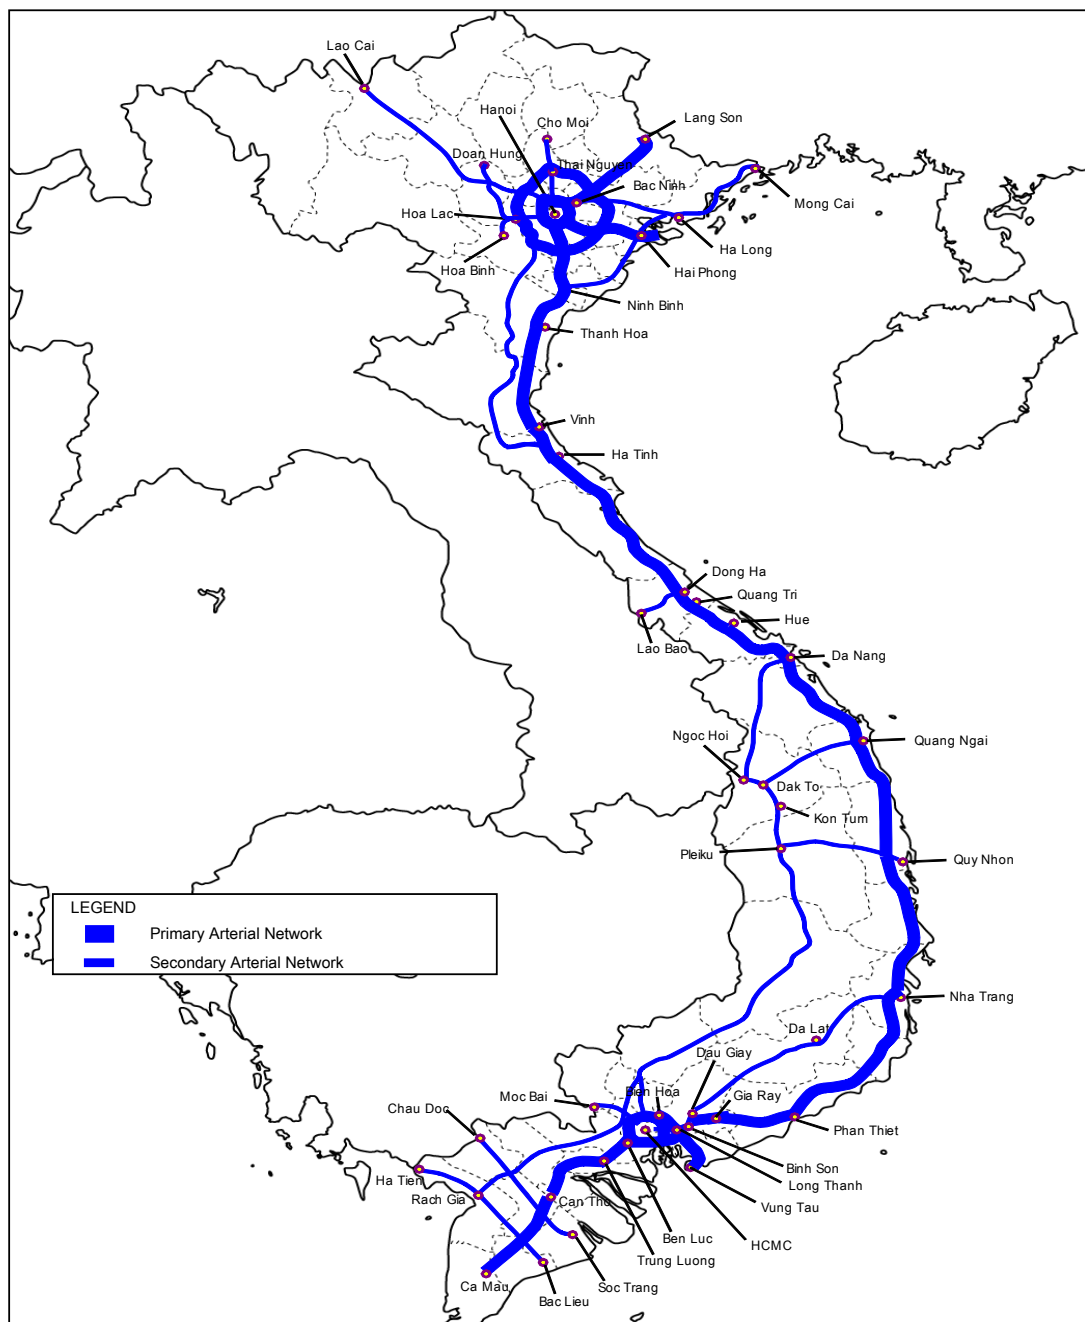 Lao Cai
Hanoi
Cho Moi
Lang Son
Doan Hung
Thai Nguyen
Bac Ninh
Mong Cai
Hoa Lac
Ha Long
Hoa Binh
Hai Phong
Ninh Binh
Thanh Hoa
Vinh
Ha Tinh
Dong Ha
Quang Tri
Hue
Lao Bao
Da Nang
Ngoc Hoi
Quang Ngai
Dak To
Kon Tum
Pleiku
Quy Nhon
LEGEND
Primary Arterial Network
Secondary Arterial Network
Nha Trang
Da Lat
Dau Giay
Bien Hoa
Gia Ray
Moc Bai
Chau Doc
Phan Thiet
Binh Son
Long Thanh
Ha Tien
Rach Gia
Can Tho
Vung Tau
Ben Luc
HCMC
Trung Luong
Ca Mau
Soc Trang
Bac Lieu